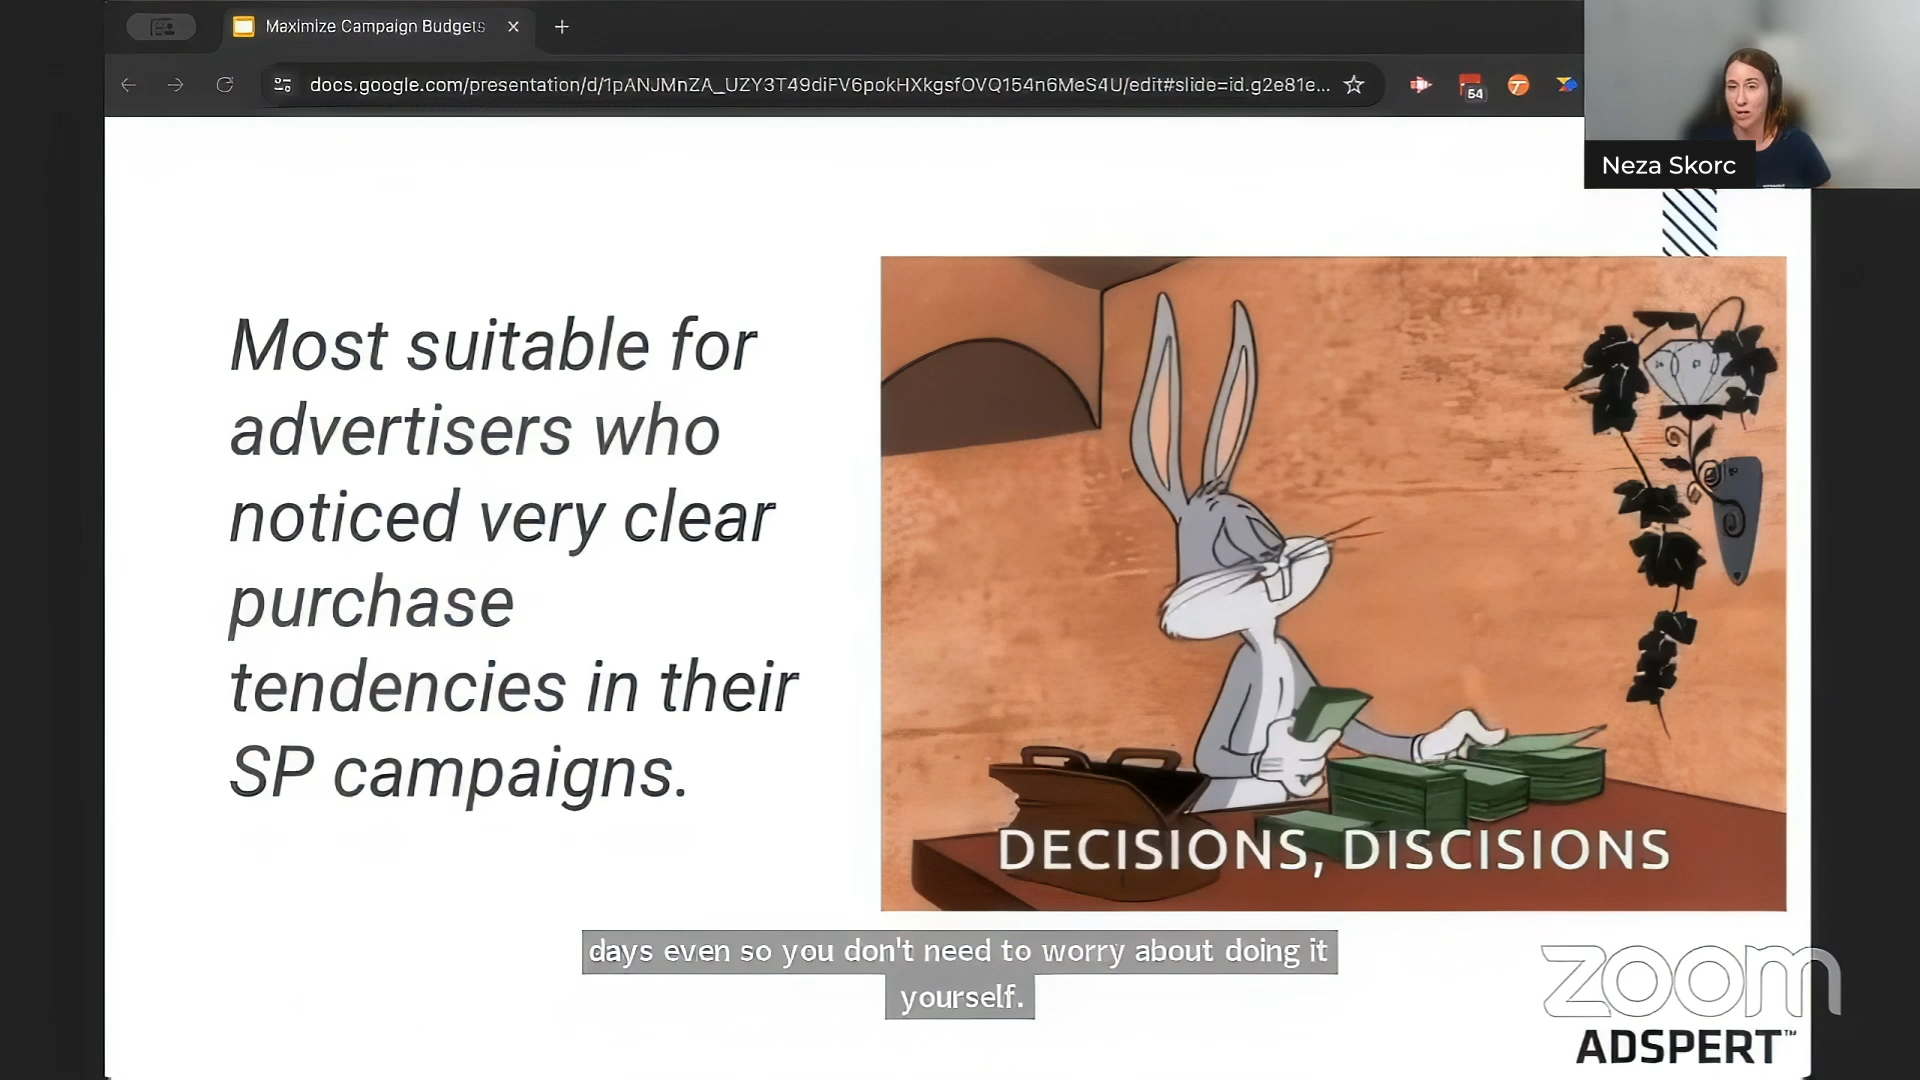 Maximize Campaign Budgets
docs.google.com/presentation/d/1pANJMnZA_UZY3T49diFV6pokHXkgsfOVQ154n6MeS4U/edit#slide=id.g2e81e...
64
Neza Skorc
Most suitable for
advertisers who
noticed very clear
purchase
tendencies in their
SP campaigns.
DECISIONS, DISCISIONS
days even so you don't need to worry about doing it
yourself.
zoom
ADSPERT™